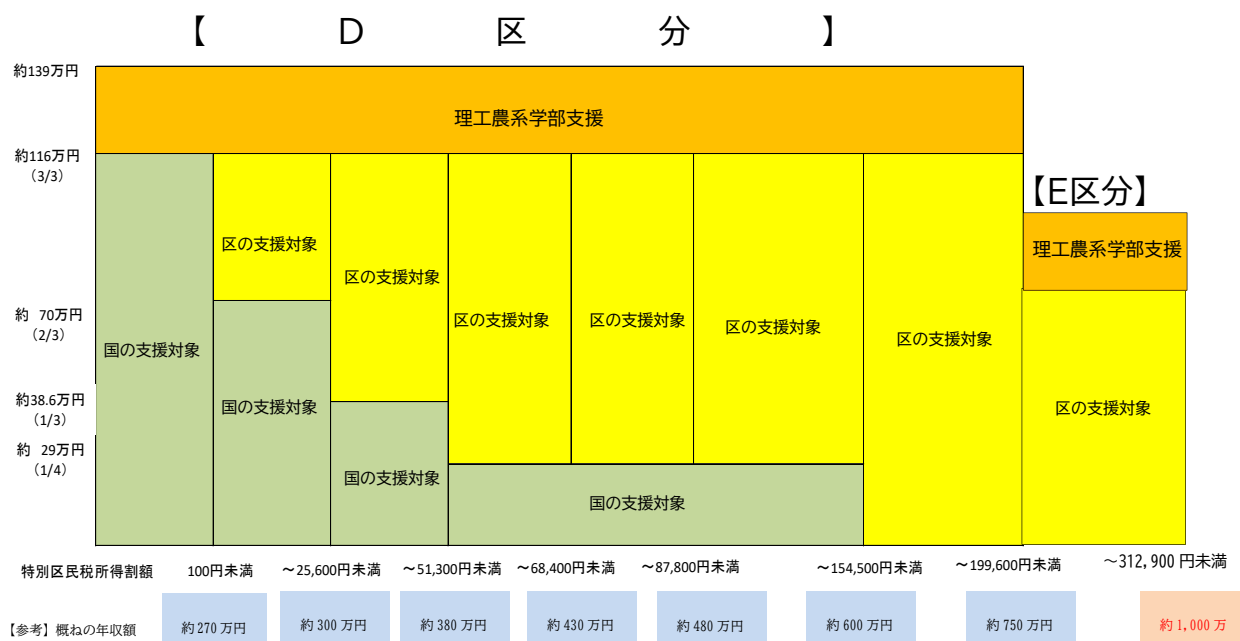 【 D 区 分 】
約139万円
理工農系学部支援
約116万円
（3/3）
【E区分】
区の支援対象
理工農系学部支援
区の支援対象
約 70万円
（2/3）
区の支援対象
区の支援対象
区の支援対象
区の支援対象
国の支援対象
約38.6万円
（1/3）
国の支援対象
区の支援対象
約 29万円
（1/4）
国の支援対象
国の支援対象
特別区民税所得割額 100円未満 ～25,600円未満 ～51,300円未満 ～68,400円未満 ～87,800円未満 ～154,500円未満 ～199,600円未満 ～312,900 円未満
【参考】概ねの年収額 約 270 万円 約 300 万円 約 380 万円 約 430 万円 約 480 万円 約 600 万円 約 750 万円 約 1,000 万